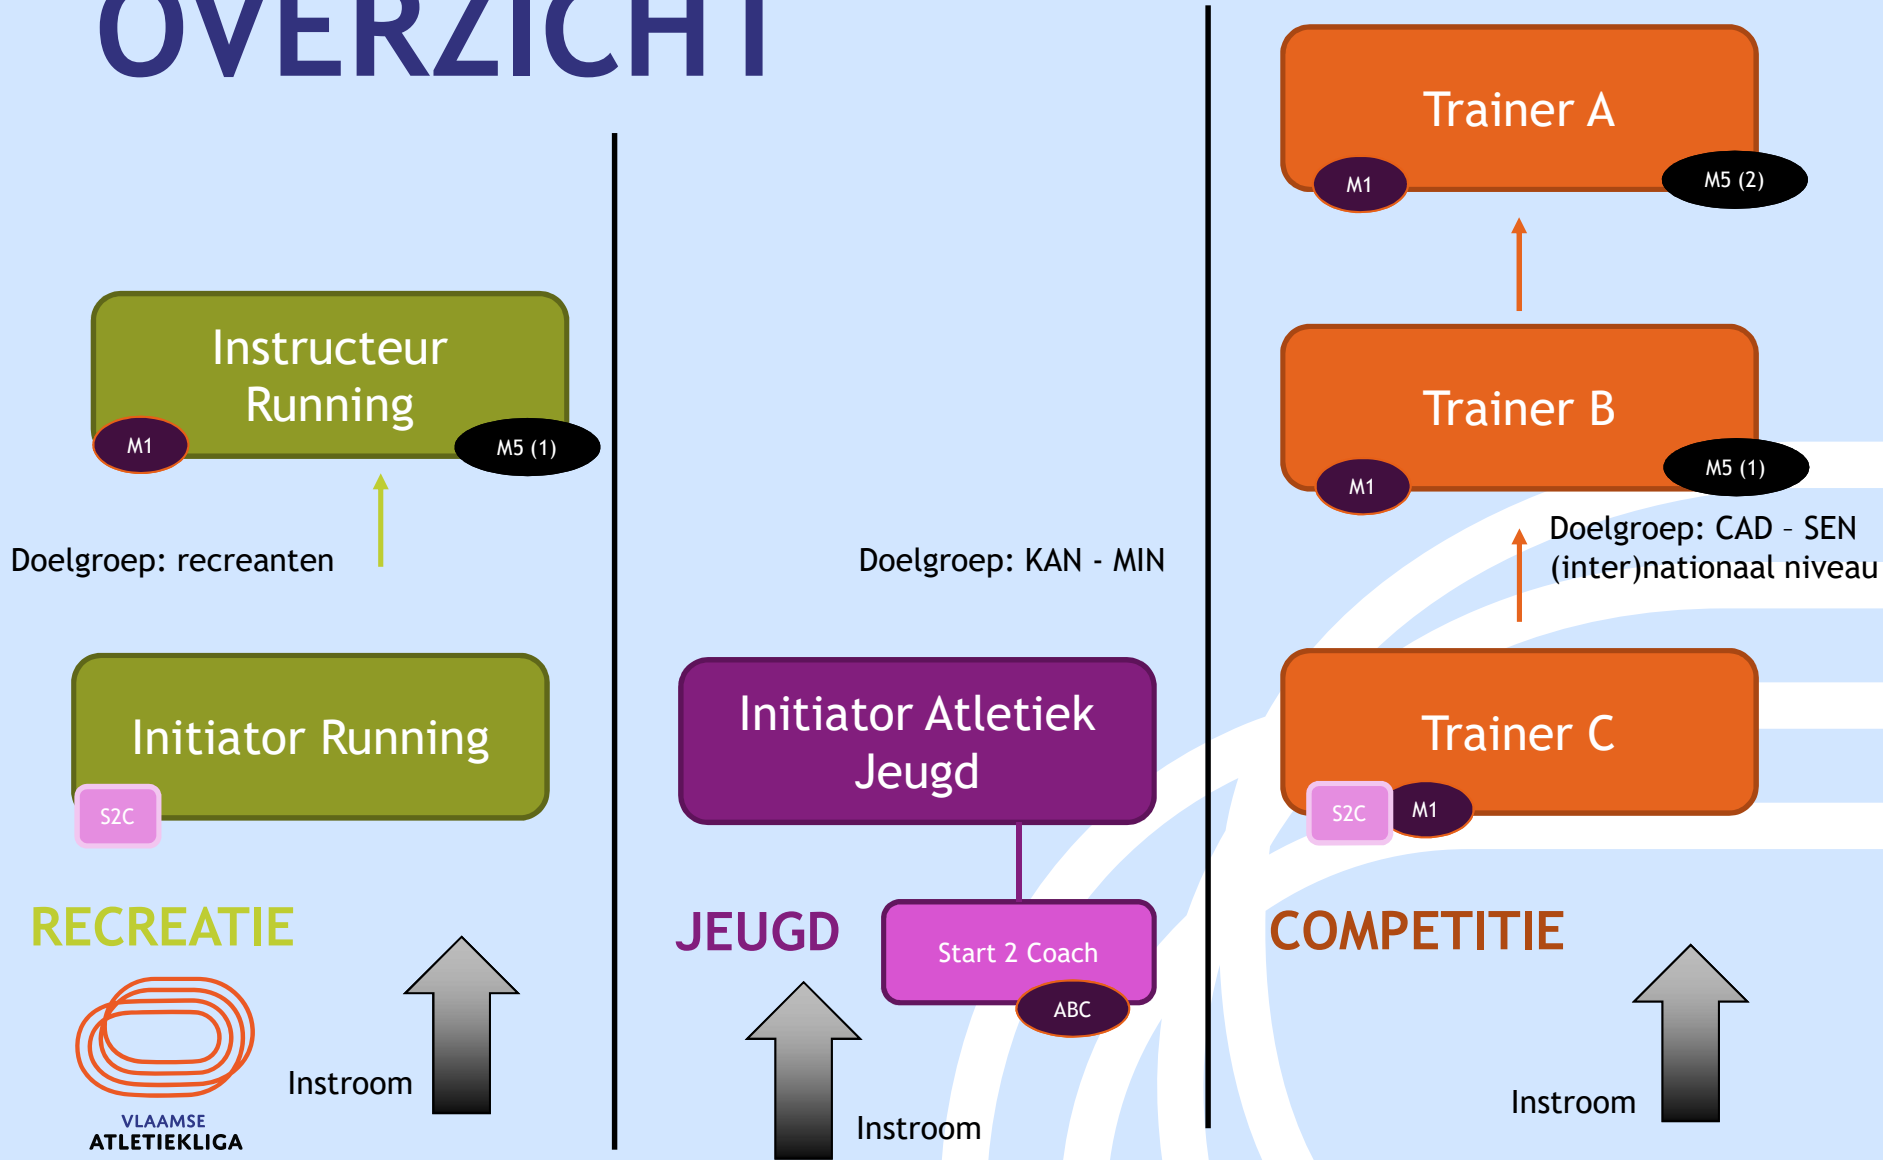 OVERZICHT
Instructeur
Running
M1
M5 (1)
Doelgroep: recreanten
Initiator Running
S2C
RECREATIE
Instroom
VLAAMSE
ATLETIEKLIGA
Doelgroep: KAN - MIN
Initiator Atletiek
Jeugd
JEUGD
Start 2 Coach
ABC
Instroom
Trainer A
M1
M5 (2)
Trainer B
M1
M5 (1)
Doelgroep: CAD – SEN
(inter)nationaal niveau
Trainer C
S2C
M1
COMPETITIE
Instroom